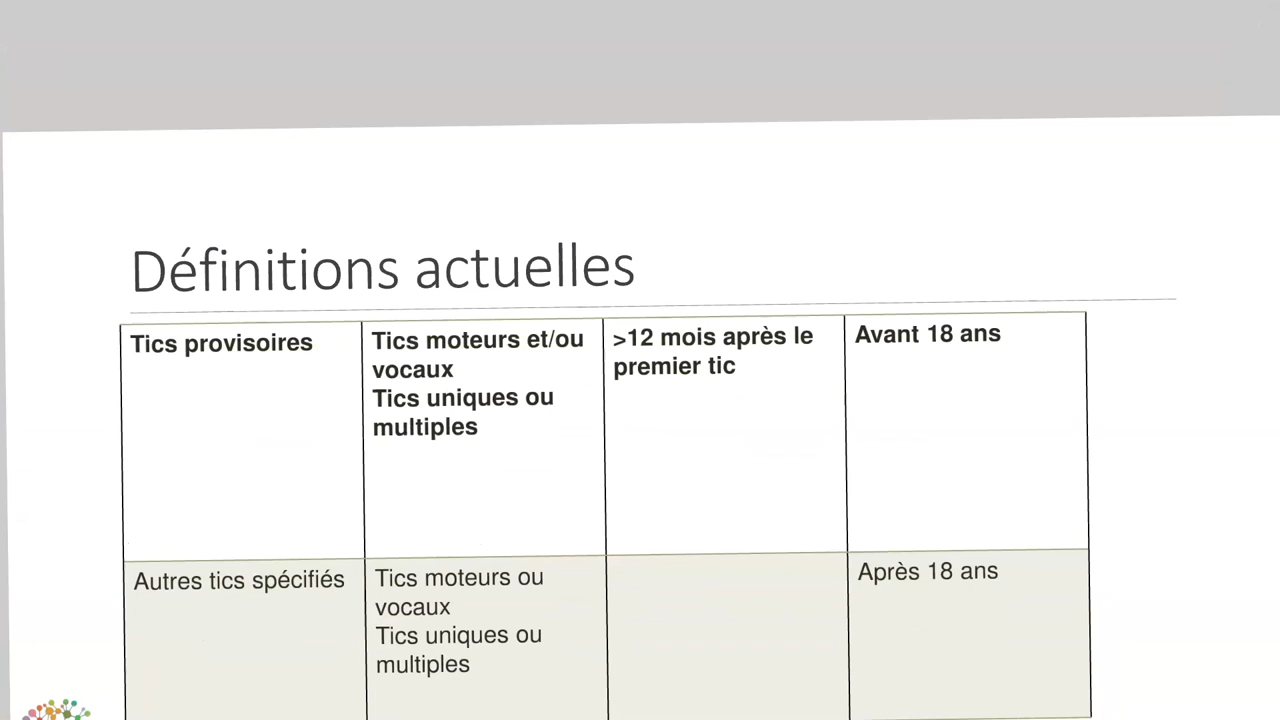 Définitions actuelles
Tics provisoires
Tics moteurs et/ou
vocaux
Tics uniques ou
multiples
>12 mois après le
premier tic
Avant 18 ans
Autres tics spécifiés
Tics moteurs ou
vocaux
Tics uniques ou
multiples
Après 18 ans